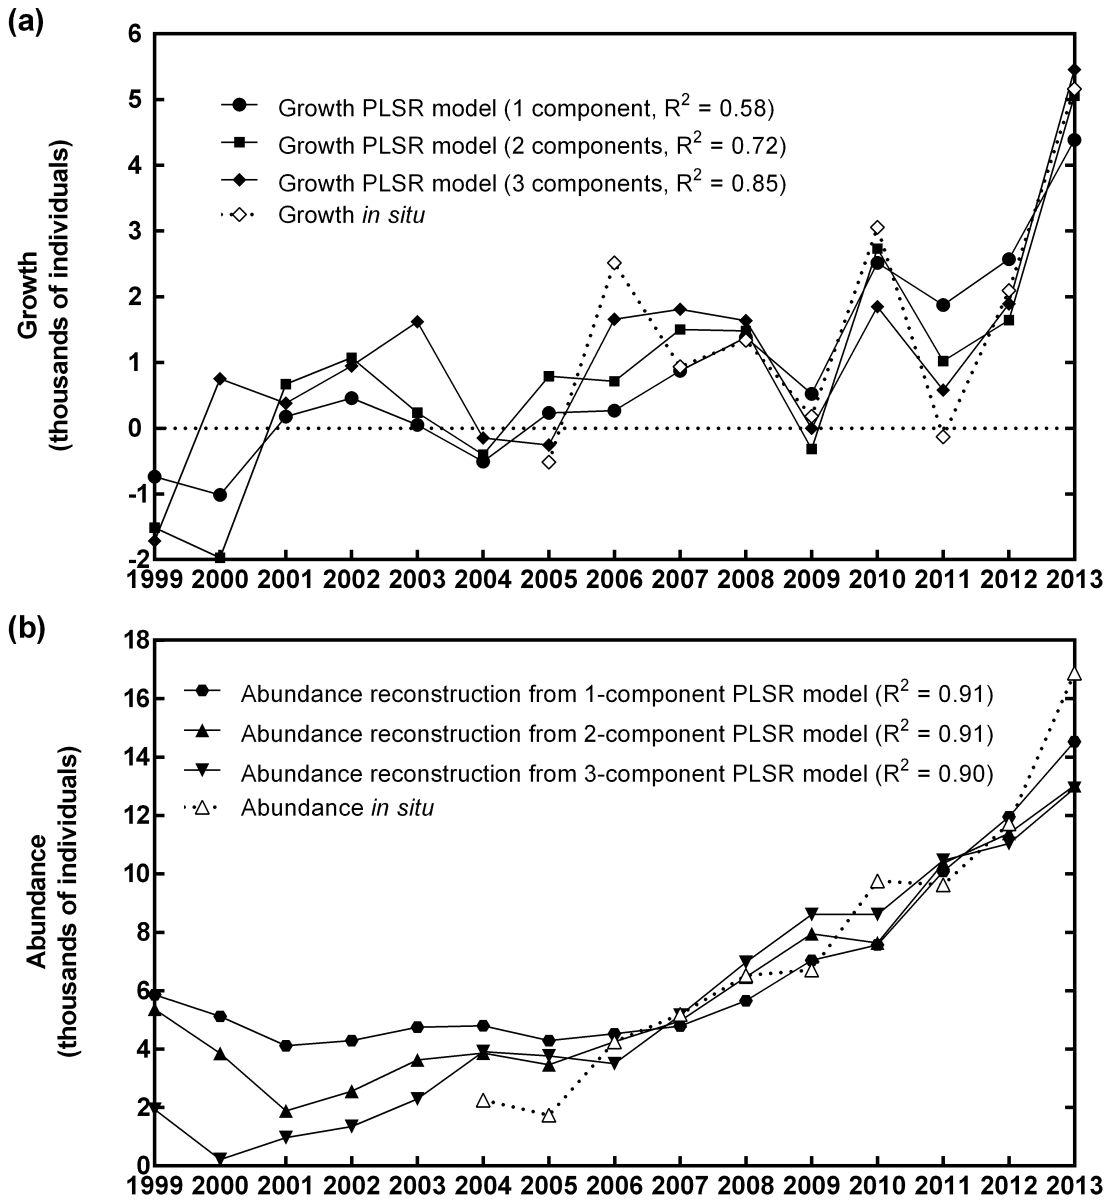 (a)
6
5
4
3
2
1
0
-1
-2
Growth
(thousands of individuals)
Growth PLSR model (1 component, R² = 0.58)
Growth PLSR model (2 components, R² = 0.72)
Growth PLSR model (3 components, R² = 0.85)
Growth in situ
1999 2000 2001 2002 2003 2004 2005 2006 2007 2008 2009 2010 2011 2012 2013
(b)
18
16
14
12
10
8
6
4
2
0
Abundance
(thousands of individuals)
Abundance reconstruction from 1-component PLSR model (R² = 0.91)
Abundance reconstruction from 2-component PLSR model (R² = 0.91)
Abundance reconstruction from 3-component PLSR model (R² = 0.90)
Abundance in situ
1999 2000 2001 2002 2003 2004 2005 2006 2007 2008 2009 2010 2011 2012 2013